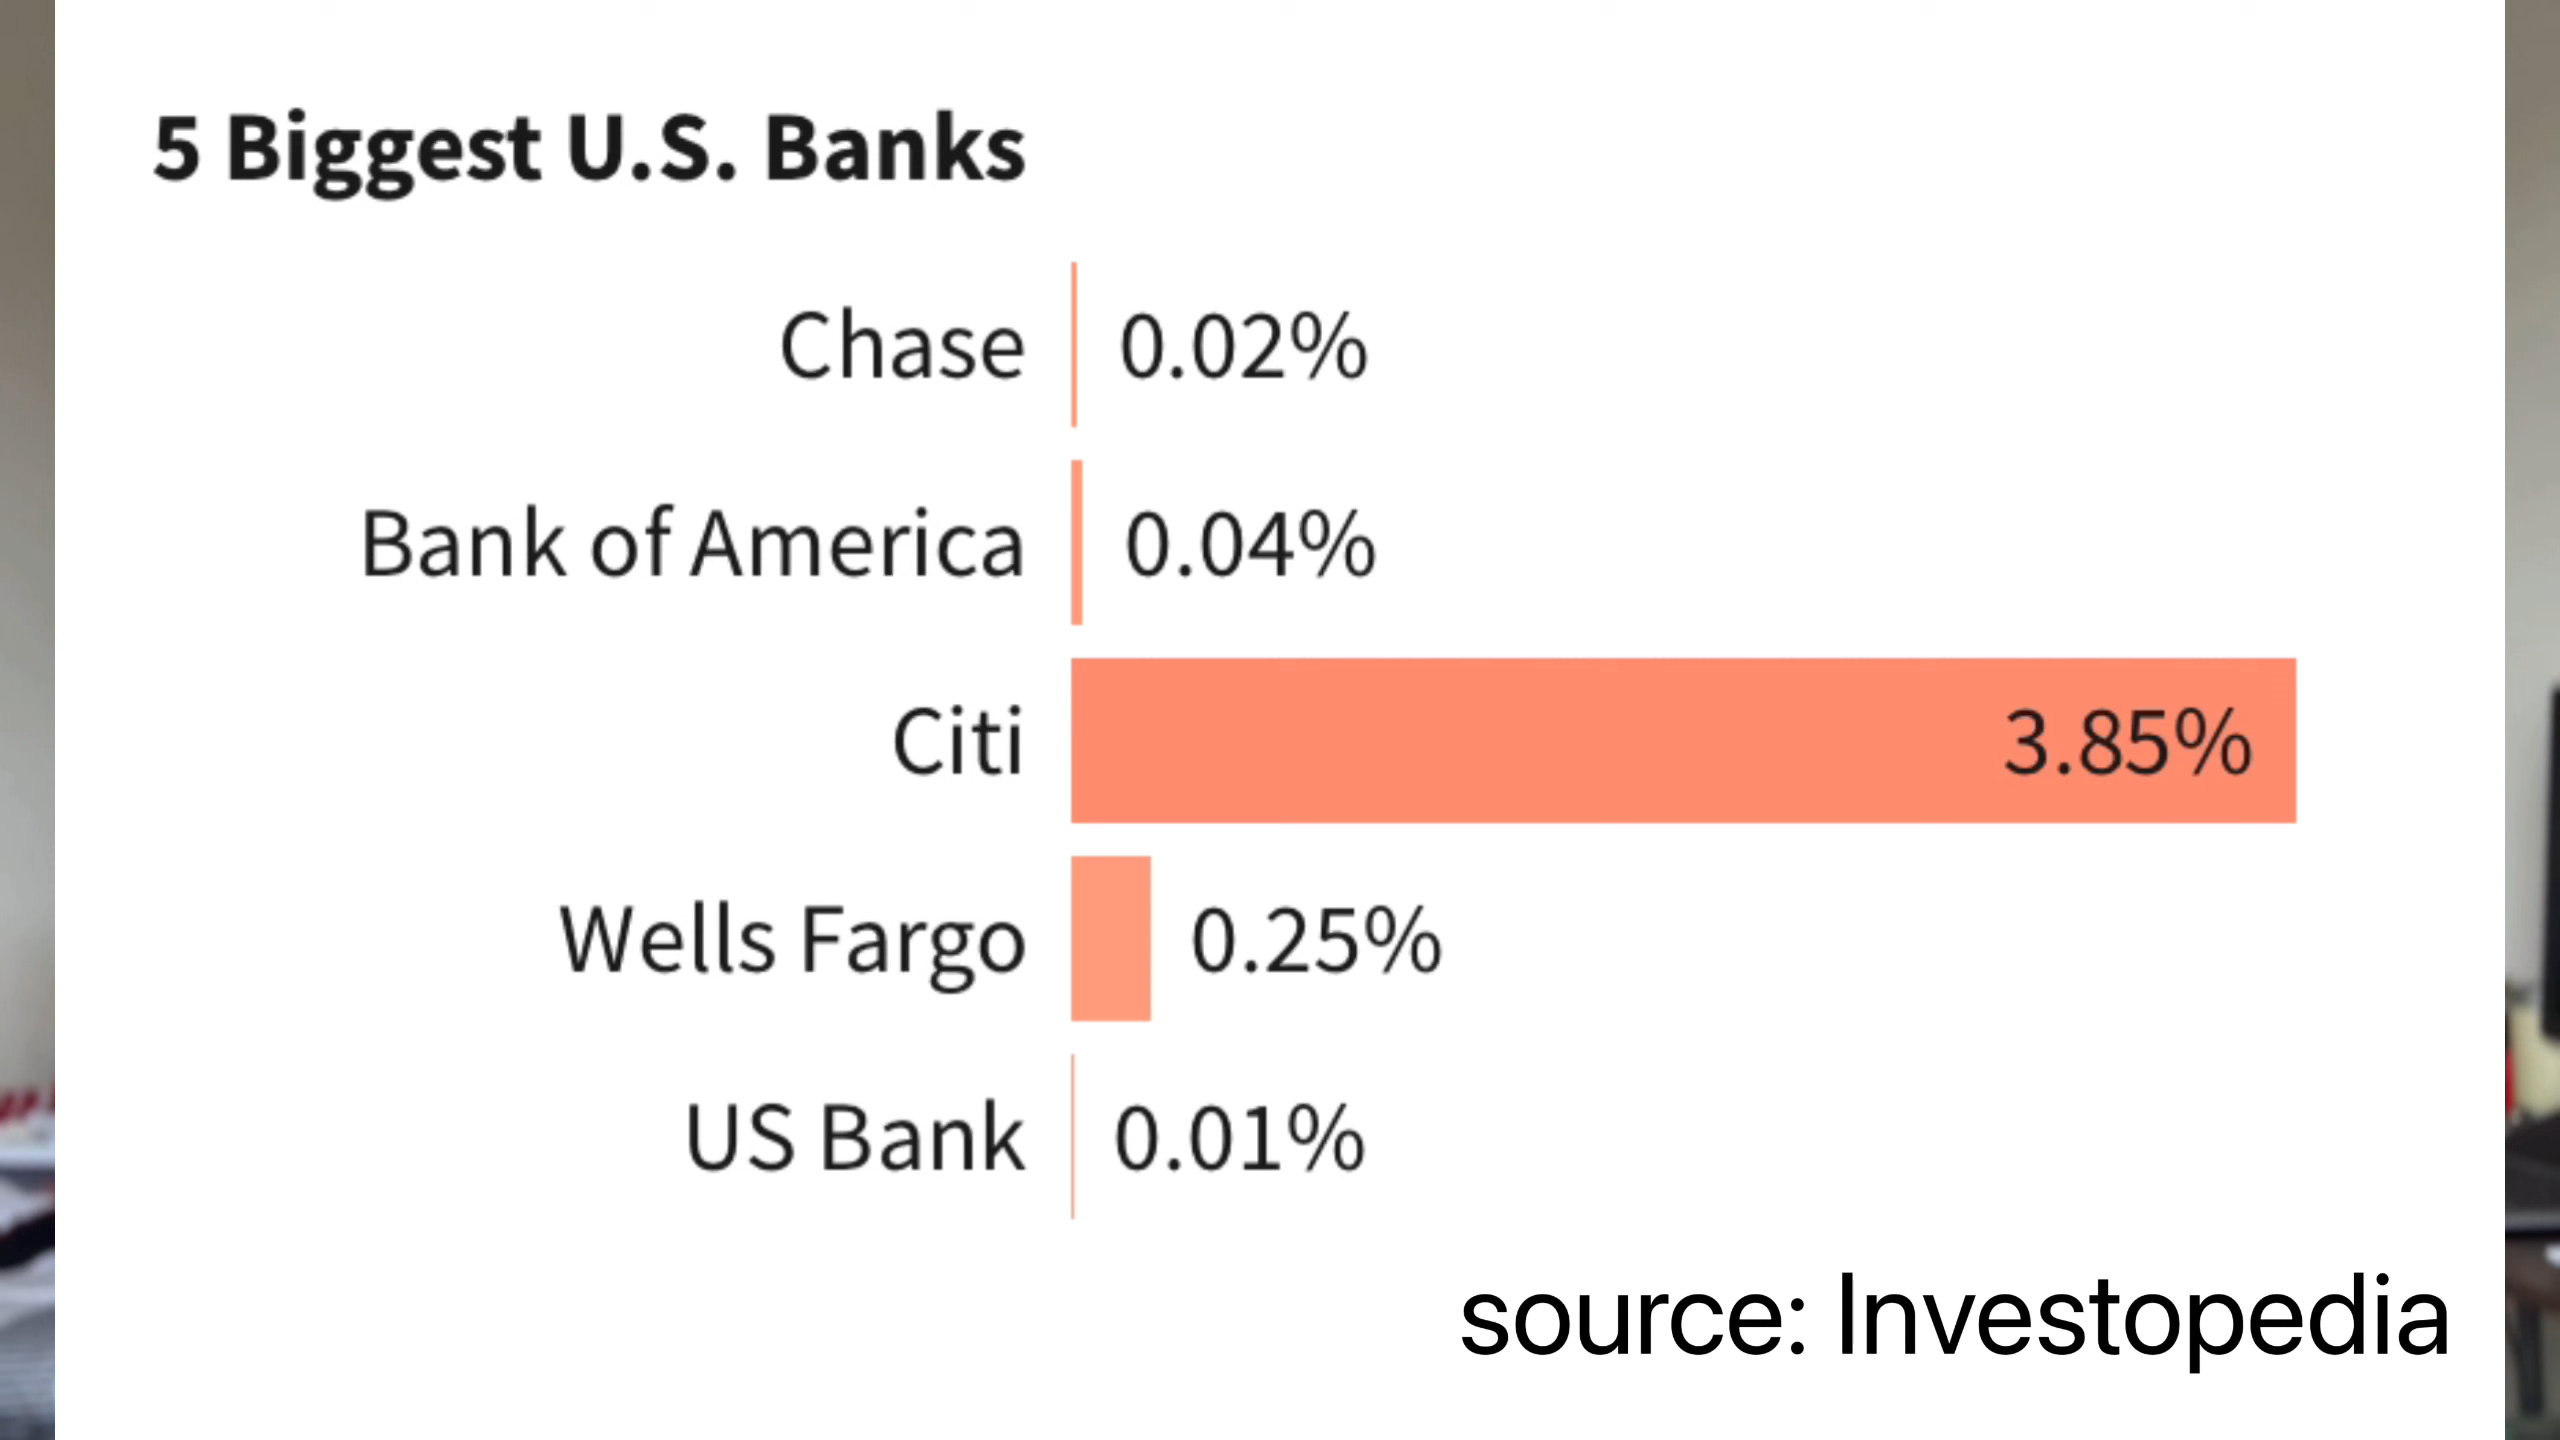 5 Biggest U.S. Banks
Chase 0.02%
Bank of America 0.04%
Citi 3.85%
Wells Fargo 0.25%
US Bank 0.01%
source: Investopedia